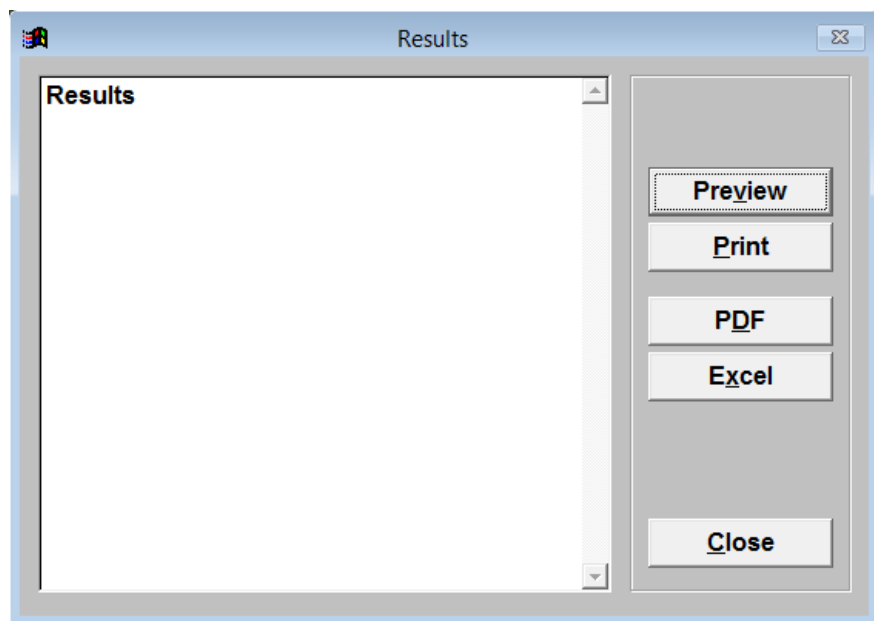 Results
Results
Preview
Print
PDF
Excel
Close